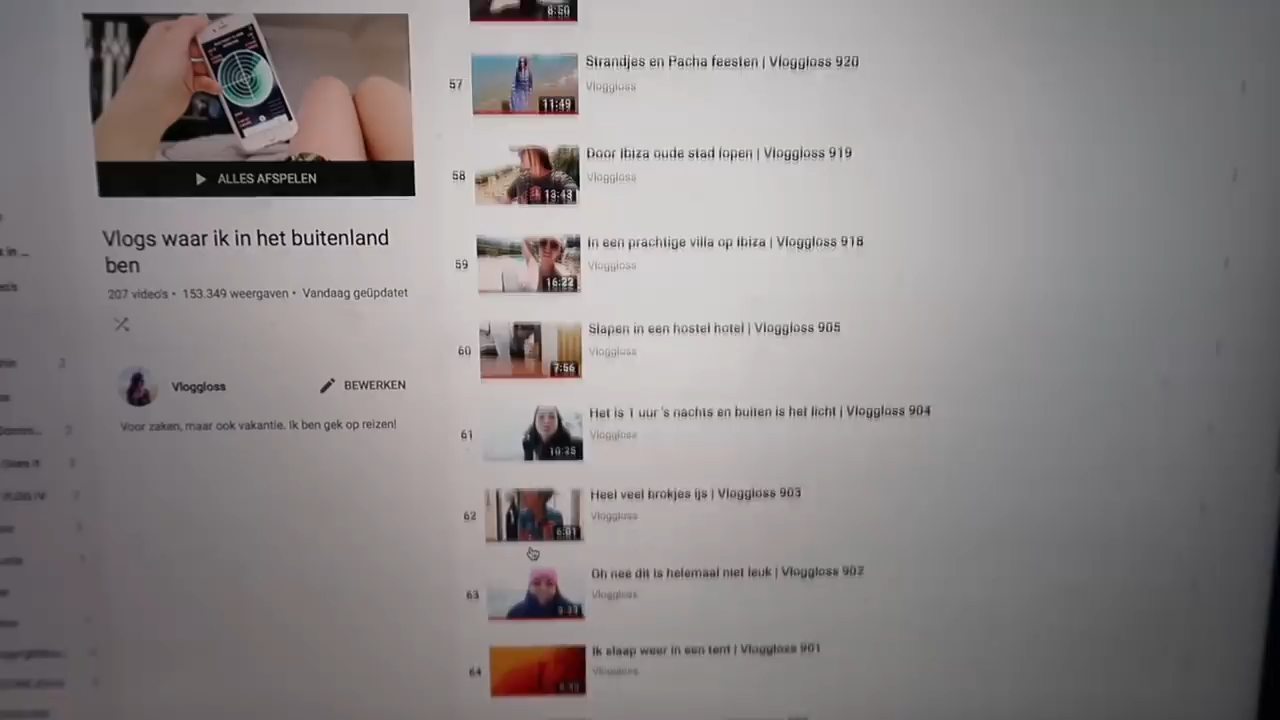 ALLES AFSPELEN
Vlogs waar ik in het buitenland
ben
207 video's • 153.349 weergaven • Vandaag geüpdatet
Vloggloss
BEWERKEN
Voor zaken, maar ook vakantie. Ik ben gek op reizen!
8:50
57
11:49
Strandjes en Pacha feesten | Vloggloss 920
Vloggloss
58
13:43
Door Ibiza oude stad lopen | Vloggloss 919
Vloggloss
59
16:22
In een prachtige villa op Ibiza | Vloggloss 918
Vloggloss
60
7:56
Slapen in een hostel hotel | Vloggloss 905
Vloggloss
61
10:25
Het is 1 uur 's nachts en buiten is het licht | Vloggloss 904
Vloggloss
62
Heel veel brokjes ijs | Vloggloss 903
Vloggloss
63
Oh nee dit is helemaal niet leuk | Vloggloss 902
Vloggloss
64
Ik slaap weer in een tent | Vloggloss 901
Vloggloss